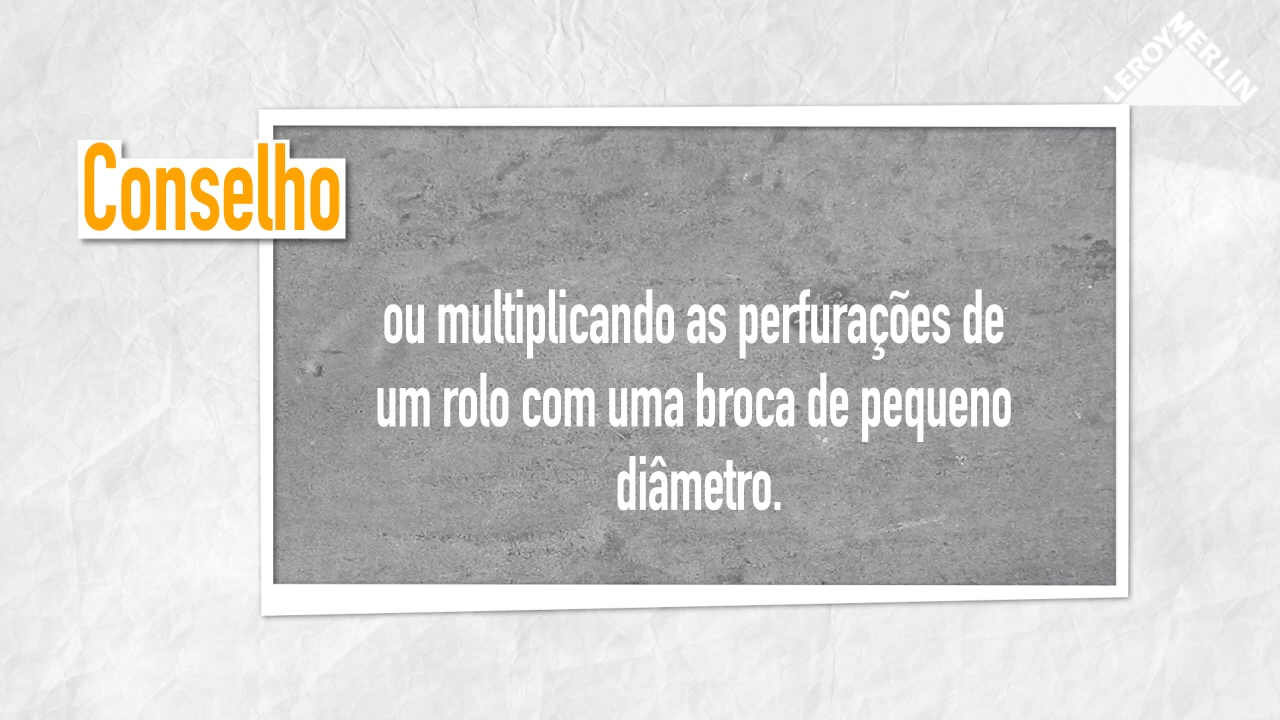 LEROY MERLIN
Conselho
ou multiplicando as perfurações de
um rolo com uma broca de pequeno
diâmetro.